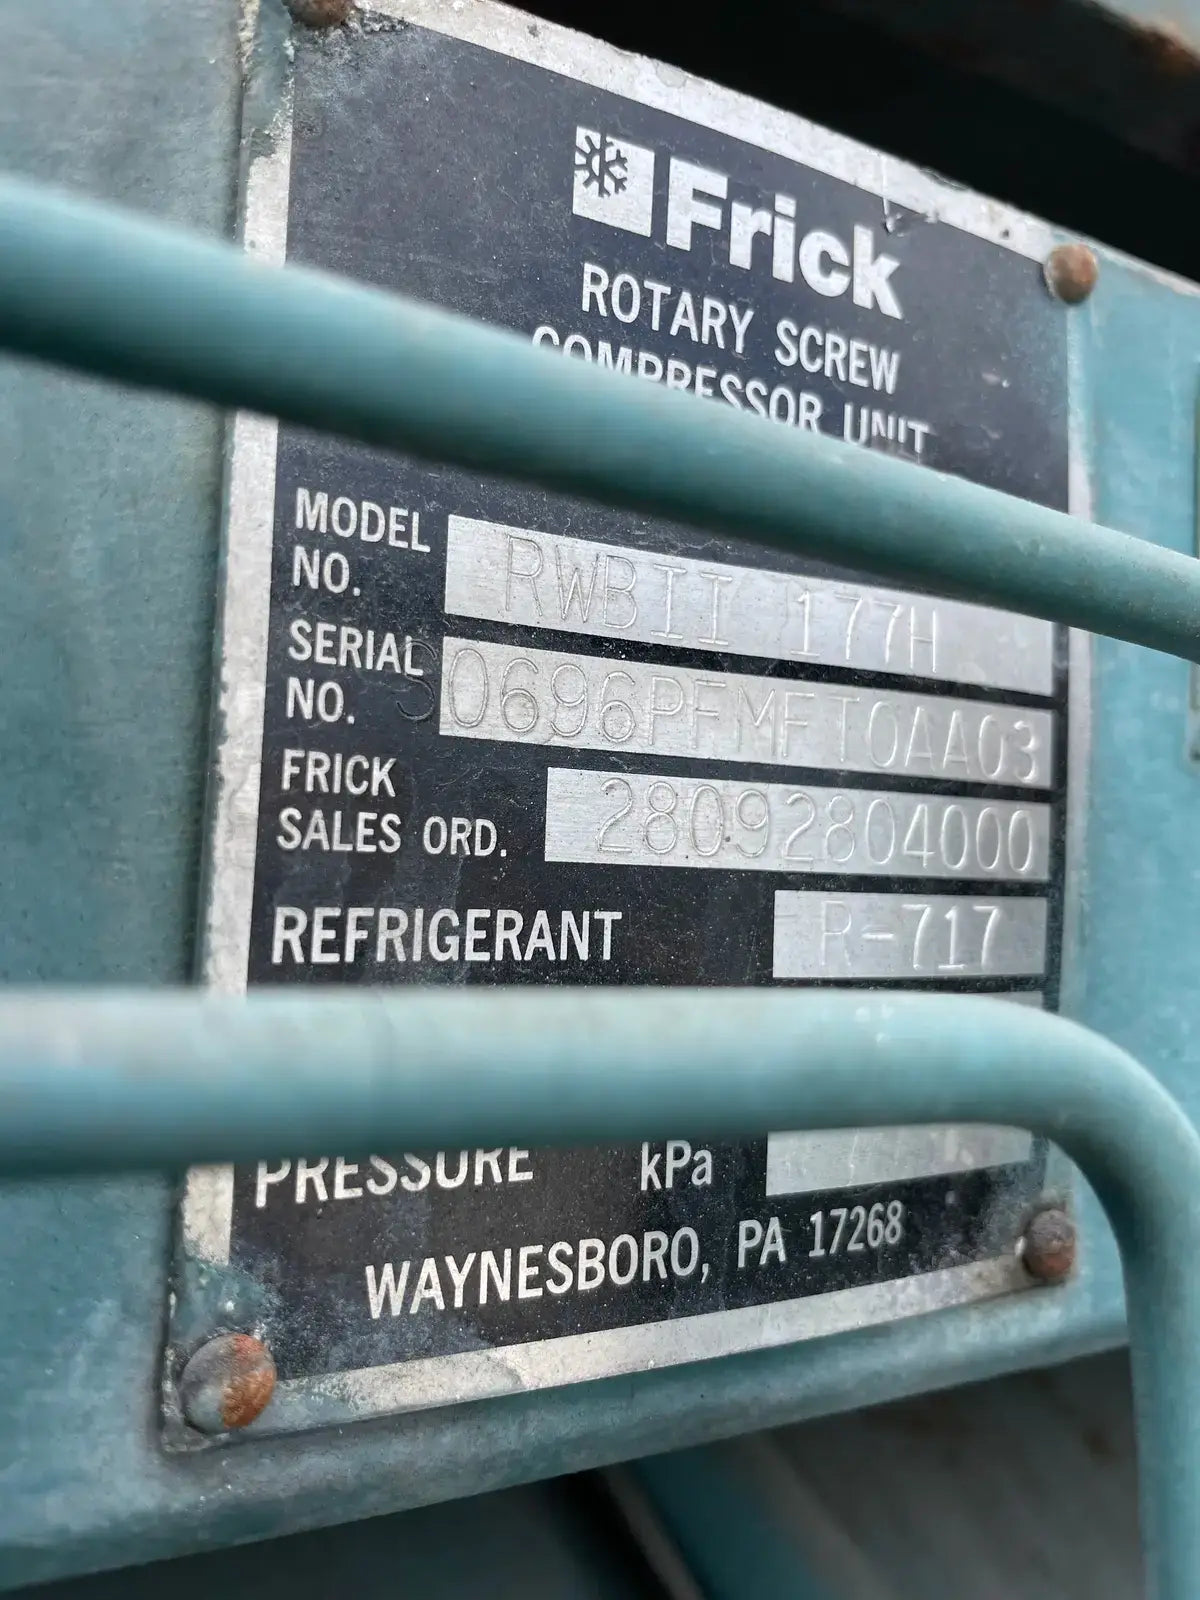 Frick
ROTARY SCREW
COMPRESSOR UNIT
MODEL NO. RWBII 177H
SERIAL NO. S0696PFMFT0AA03
FRICK SALES ORD. 28092804000
REFRIGERANT R-717
PRESSURE kPa
WAYNESBORO, PA 17268